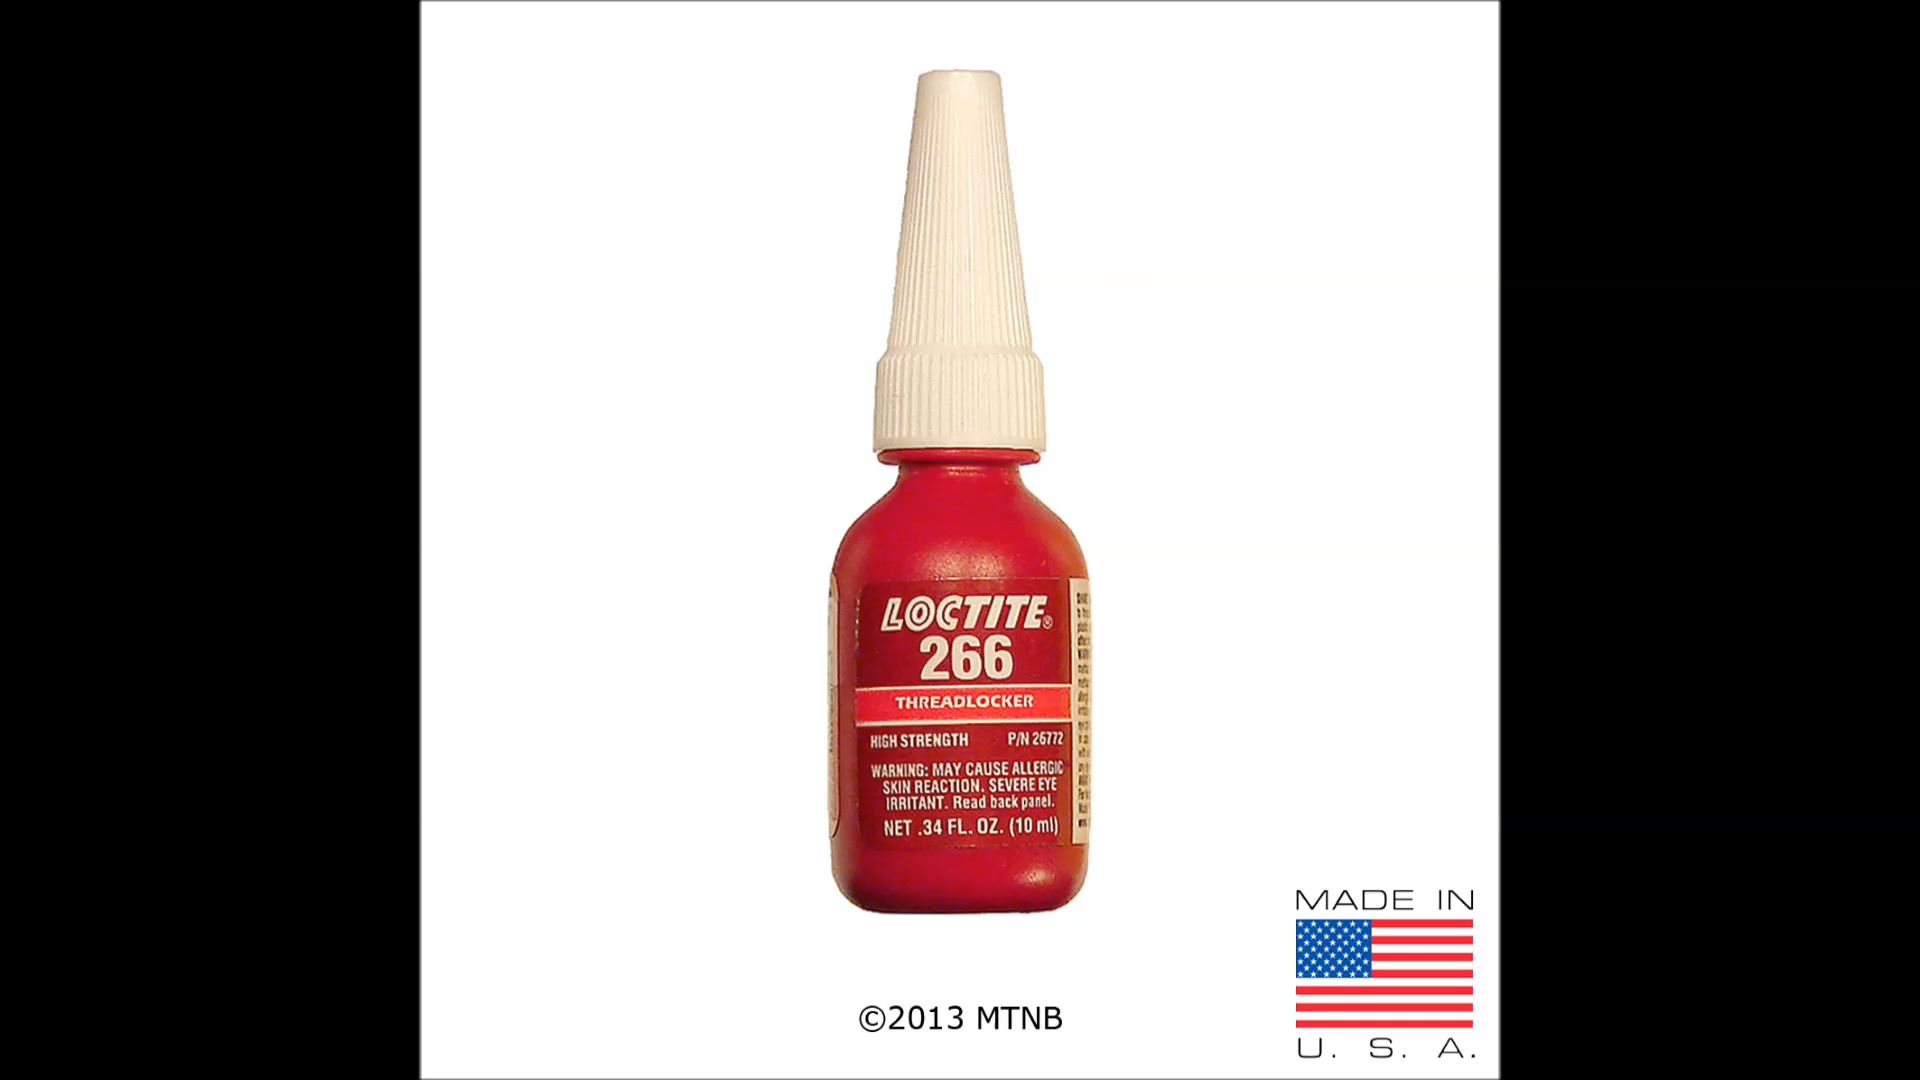 LOCTITE®
266
THREADLOCKER
HIGH STRENGTH P/N 26772
WARNING: MAY CAUSE ALLERGIC
SKIN REACTION. SEVERE EYE
IRRITANT. Read back panel.
NET .34 FL. OZ. (10 ml)
MADE IN
U. S. A.
©2013 MTNB